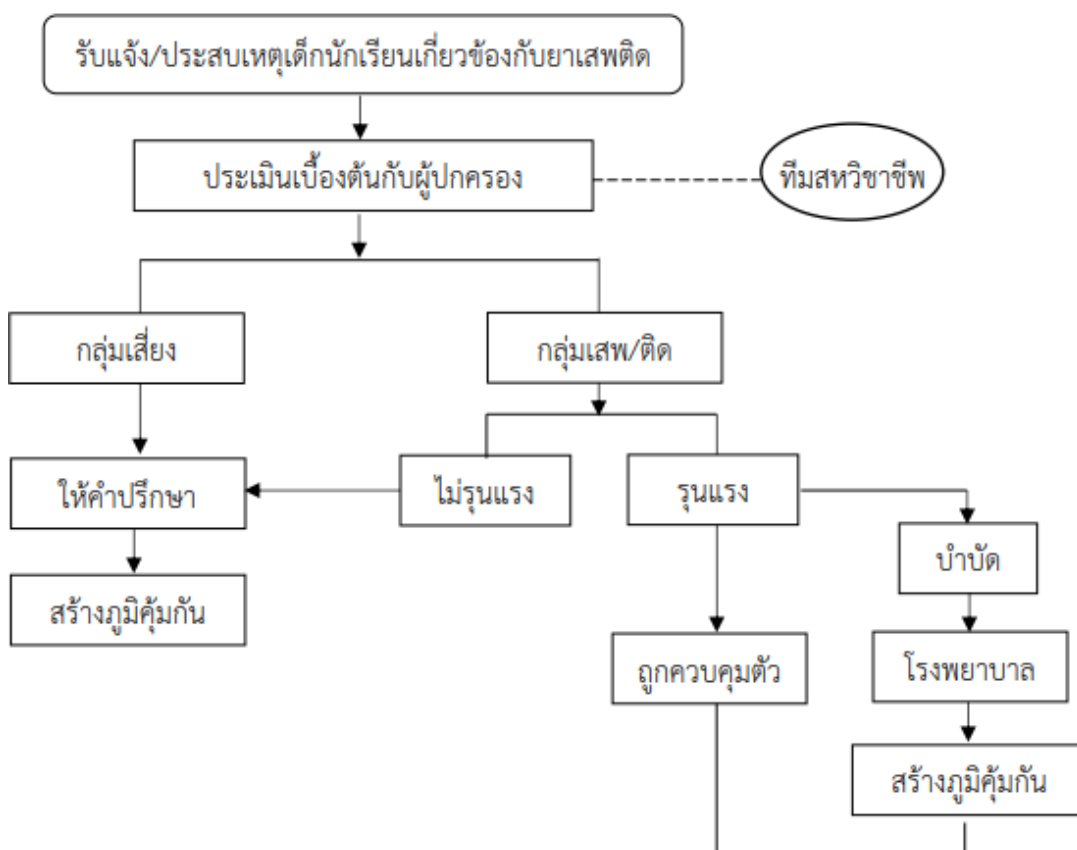 รับแจ้ง/ประสบเหตุเด็กนักเรียนเกี่ยวข้องกับยาเสพติด
ประเมินเบื้องต้นกับผู้ปกครอง
ทีมสหวิชาชีพ
กลุ่มเสี่ยง
กลุ่มเสพ/ติด
ให้คำปรึกษา
ไม่รุนแรง
รุนแรง
บำบัด
สร้างภูมิคุ้มกัน
ถูกควบคุมตัว
โรงพยาบาล
สร้างภูมิคุ้มกัน